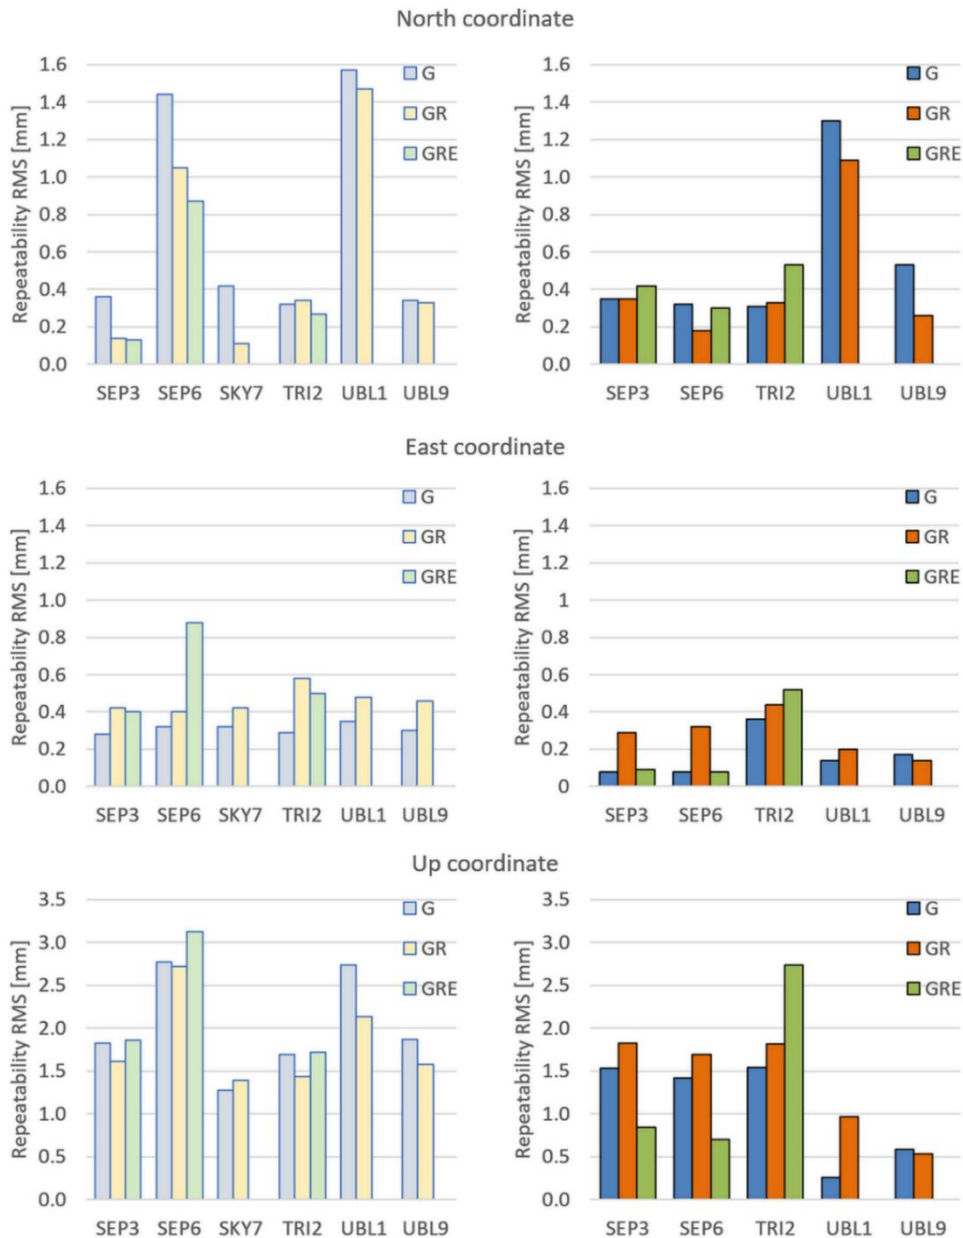 North coordinate
Repeatability RMS [mm]
1.6
1.4
1.2
1.0
0.8
0.6
0.4
0.2
0.0
G
GR
GRE
SEP3 SEP6 SKY7 TRI2 UBL1 UBL9
Repeatability RMS [mm]
1.6
1.4
1.2
1.0
0.8
0.6
0.4
0.2
0.0
G
GR
GRE
SEP3 SEP6 TRI2 UBL1 UBL9
East coordinate
Repeatability RMS [mm]
1.6
1.4
1.2
1.0
0.8
0.6
0.4
0.2
0.0
G
GR
GRE
SEP3 SEP6 SKY7 TRI2 UBL1 UBL9
Repeatability RMS [mm]
1.6
1.4
1.2
1
0.8
0.6
0.4
0.2
0
G
GR
GRE
SEP3 SEP6 TRI2 UBL1 UBL9
Up coordinate
Repeatability RMS [mm]
3.5
3.0
2.5
2.0
1.5
1.0
0.5
0.0
G
GR
GRE
SEP3 SEP6 SKY7 TRI2 UBL1 UBL9
Repeatability RMS [mm]
3.5
3.0
2.5
2.0
1.5
1.0
0.5
0.0
G
GR
GRE
SEP3 SEP6 TRI2 UBL1 UBL9